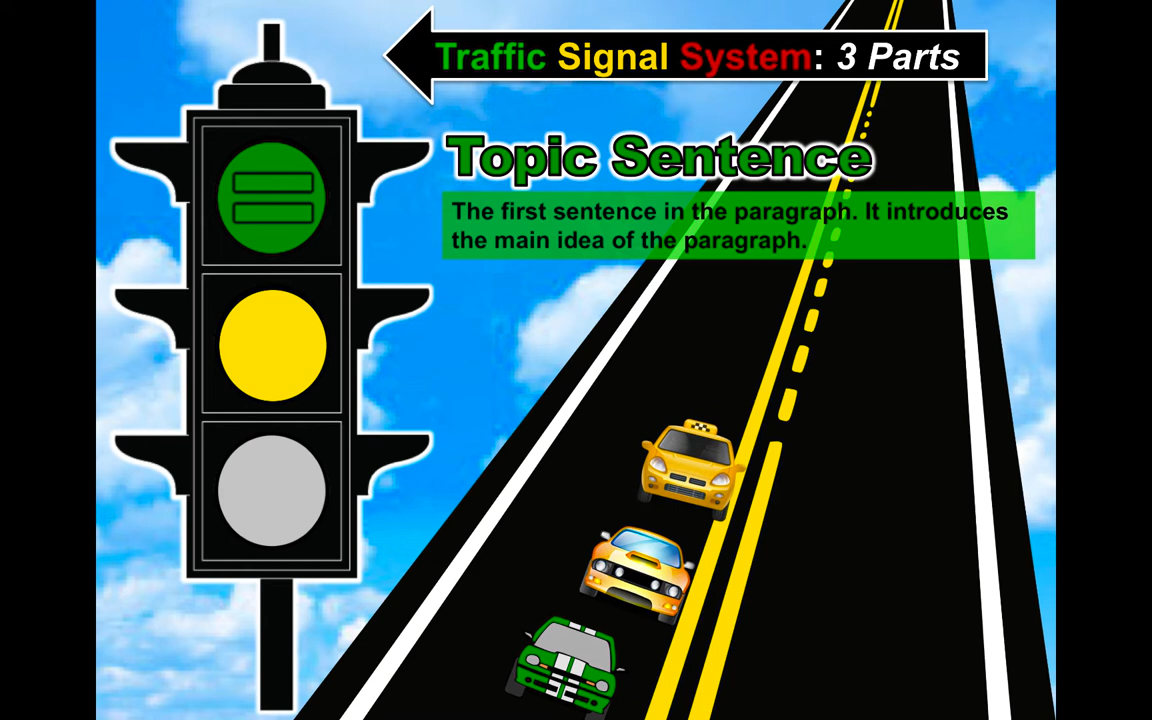 Traffic Signal System: 3 Parts
Topic Sentence
The first sentence in the paragraph. It introduces
the main idea of the paragraph.